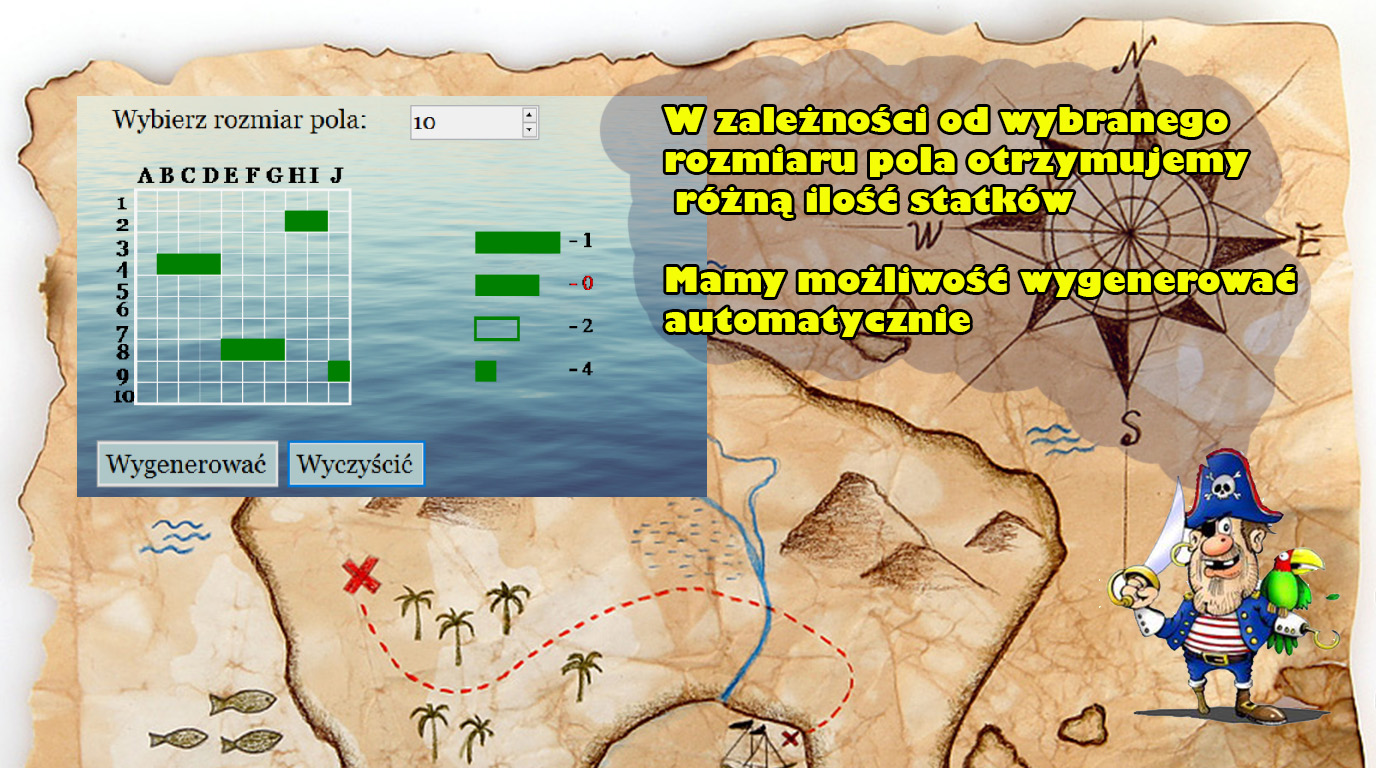 Wybierz rozmiar pola: 10
A B C D E F G H I J
1
2
3
4
5
6
7
8
9
10
- 1
- 0
- 2
- 4
Wygenerować Wyczyścić
W zależności od wybranego
rozmiaru pola otrzymujemy
różną ilość statków
Mamy możliwość wygenerować
automatycznie
N
W
E
S